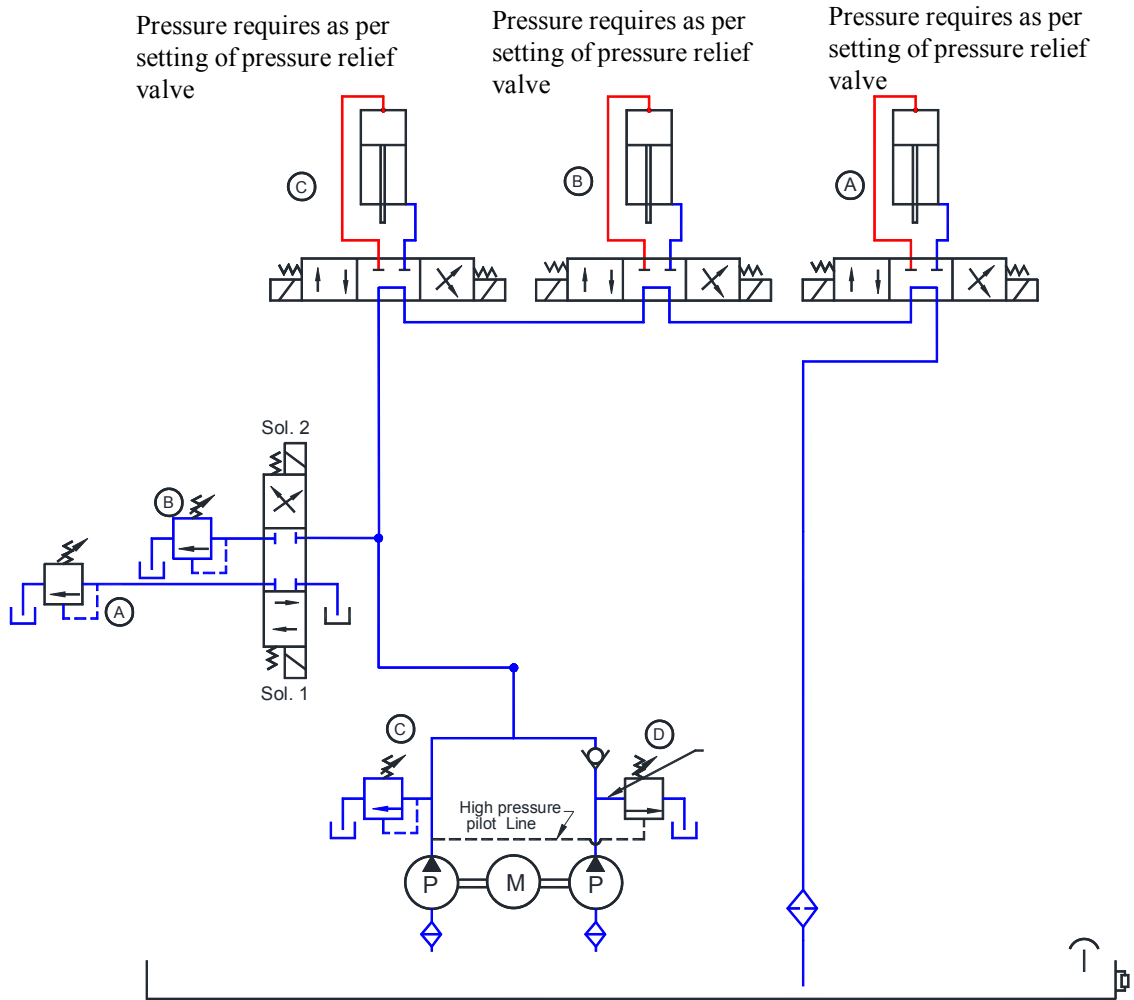 Pressure requires as per
setting of pressure relief
valve
Pressure requires as per
setting of pressure relief
valve
Pressure requires as per
setting of pressure relief
valve
C
B
A
Sol. 2
B
A
Sol. 1
C
D
High pressure
pilot Line
P
M
P